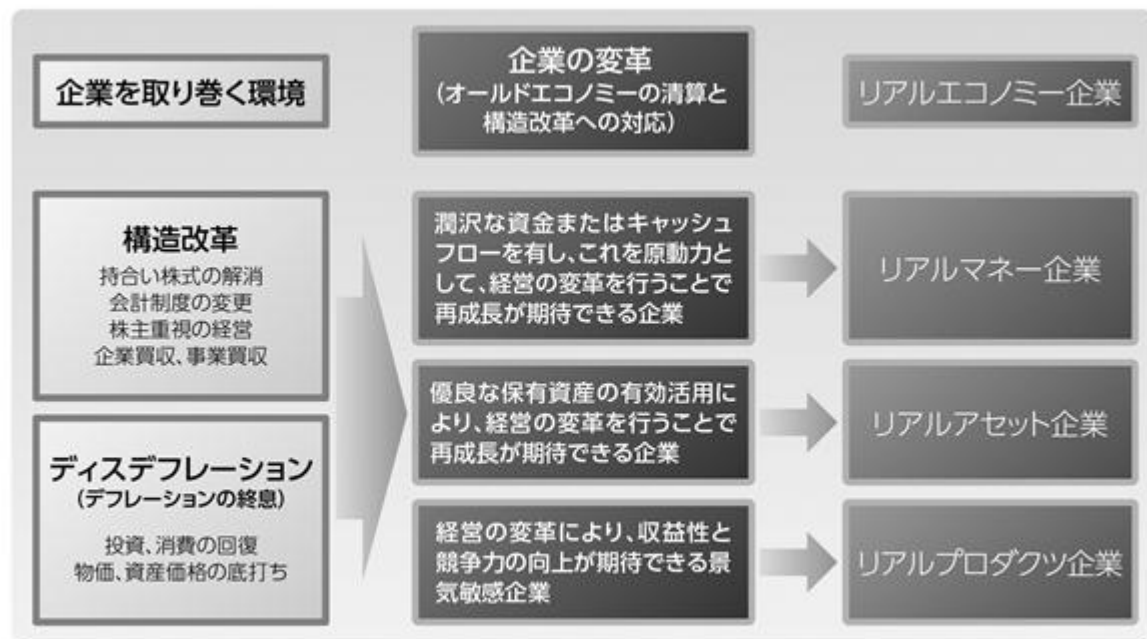 企業を取り巻く環境
企業の変革
(オールドエコノミーの清算と
構造改革への対応)
リアルエコノミー企業
構造改革
持合い株式の解消
会計制度の変更
株主重視の経営
企業買収、事業買収
ディスデフレーション
(デフレーションの終息)
投資、消費の回復
物価、資産価格の底打ち
潤沢な資金またはキャッシュ
フローを有し、これを原動力と
して、経営の変革を行うことで
再成長が期待できる企業
リアルマネー企業
優良な保有資産の有効活用に
より、経営の変革を行うことで
再成長が期待できる企業
リアルアセット企業
経営の変革により、収益性と
競争力の向上が期待できる景
気敏感企業
リアルプロダクツ企業